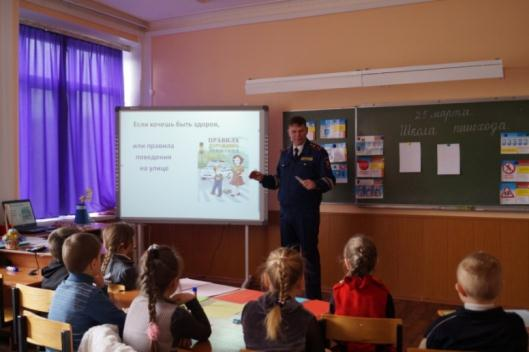 Если хочешь быть здоров,
ПРАВИЛА
или правила
поведения
на улице
25 марта
Школа пешехода